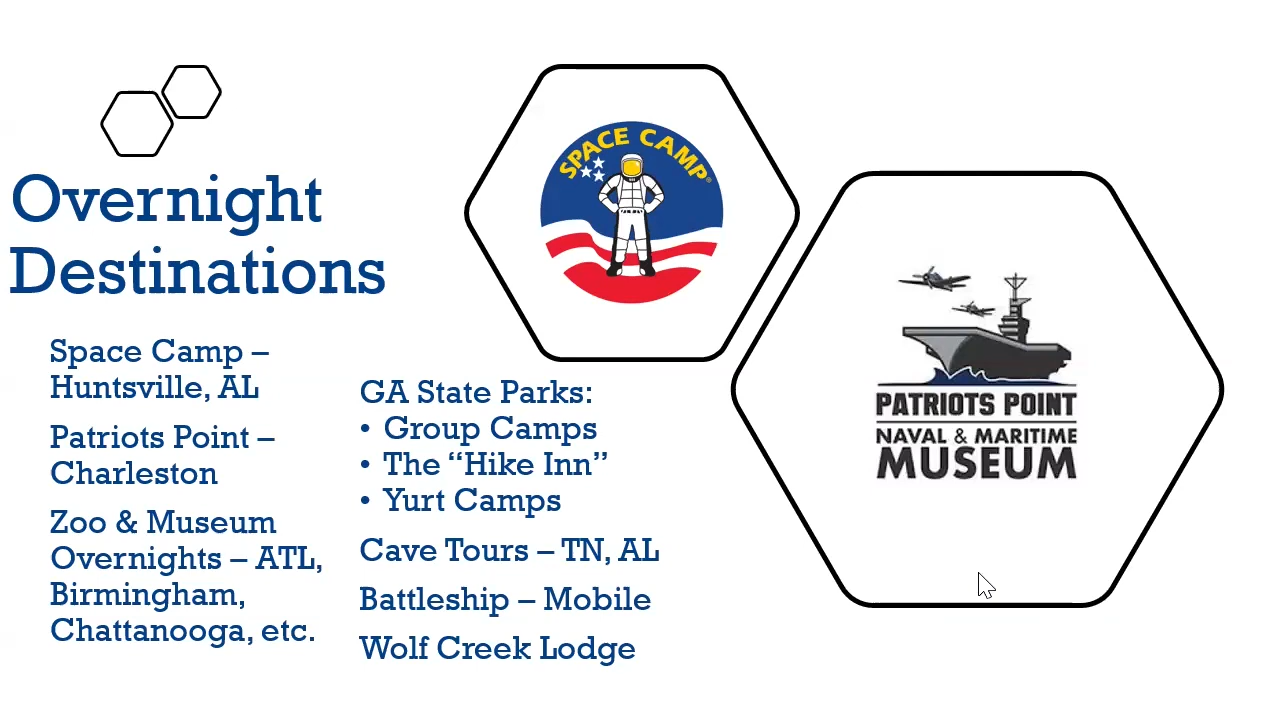 Overnight
Destinations
Space Camp –
Huntsville, AL
Patriots Point –
Charleston
Zoo & Museum
Overnights – ATL,
Birmingham,
Chattanooga, etc.
GA State Parks:
• Group Camps
• The “Hike Inn”
• Yurt Camps
Cave Tours – TN, AL
Battleship – Mobile
Wolf Creek Lodge
SPACE CAMP®
PATRIOTS POINT
NAVAL & MARITIME
MUSEUM